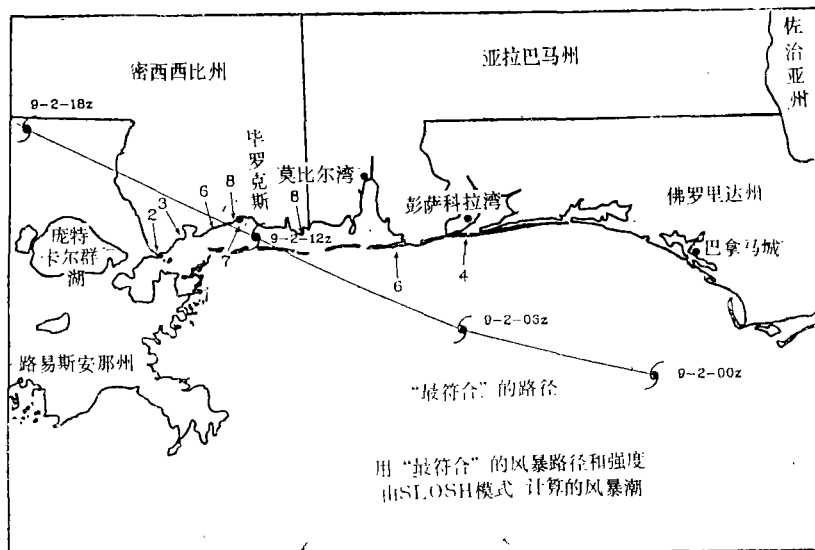 密西西比州
亚拉巴马州
佐治亚州
9-2-18z
毕罗克斯
莫比尔湾
彭萨科拉湾
佛罗里达州
巴拿马城
2
3
6
8
7
8
9-2-12z
6
4
庞特
卡尔群
湖
路易斯安那州
9-2-03z
9-2-00z
“最符合”的路径
用“最符合”的风暴路径和强度
由SLOSH模式 计算的风暴潮